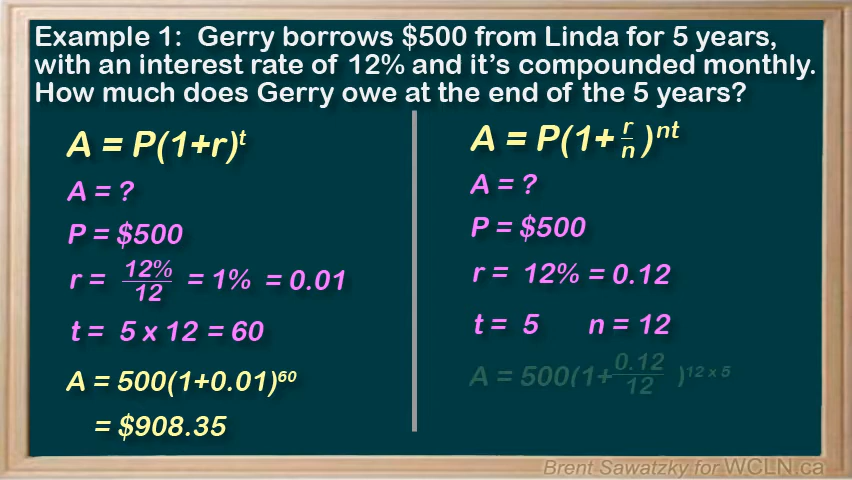 Example 1:  Gerry borrows $500 from Linda for 5 years,
with an interest rate of 12% and it's compounded monthly.
How much does Gerry owe at the end of the 5 years?
A = P(1+r)^t
A = ?
P = $500
r = 12%/12 = 1% = 0.01
t = 5 x 12 = 60
A = 500(1+0.01)^60
= $908.35
A = P(1+ r/n )^nt
A = ?
P = $500
r = 12% = 0.12
t = 5 n = 12
A = 500(1+ 0.12/12 )^12 x 5
Brent Sawatzky for WCLN.ca